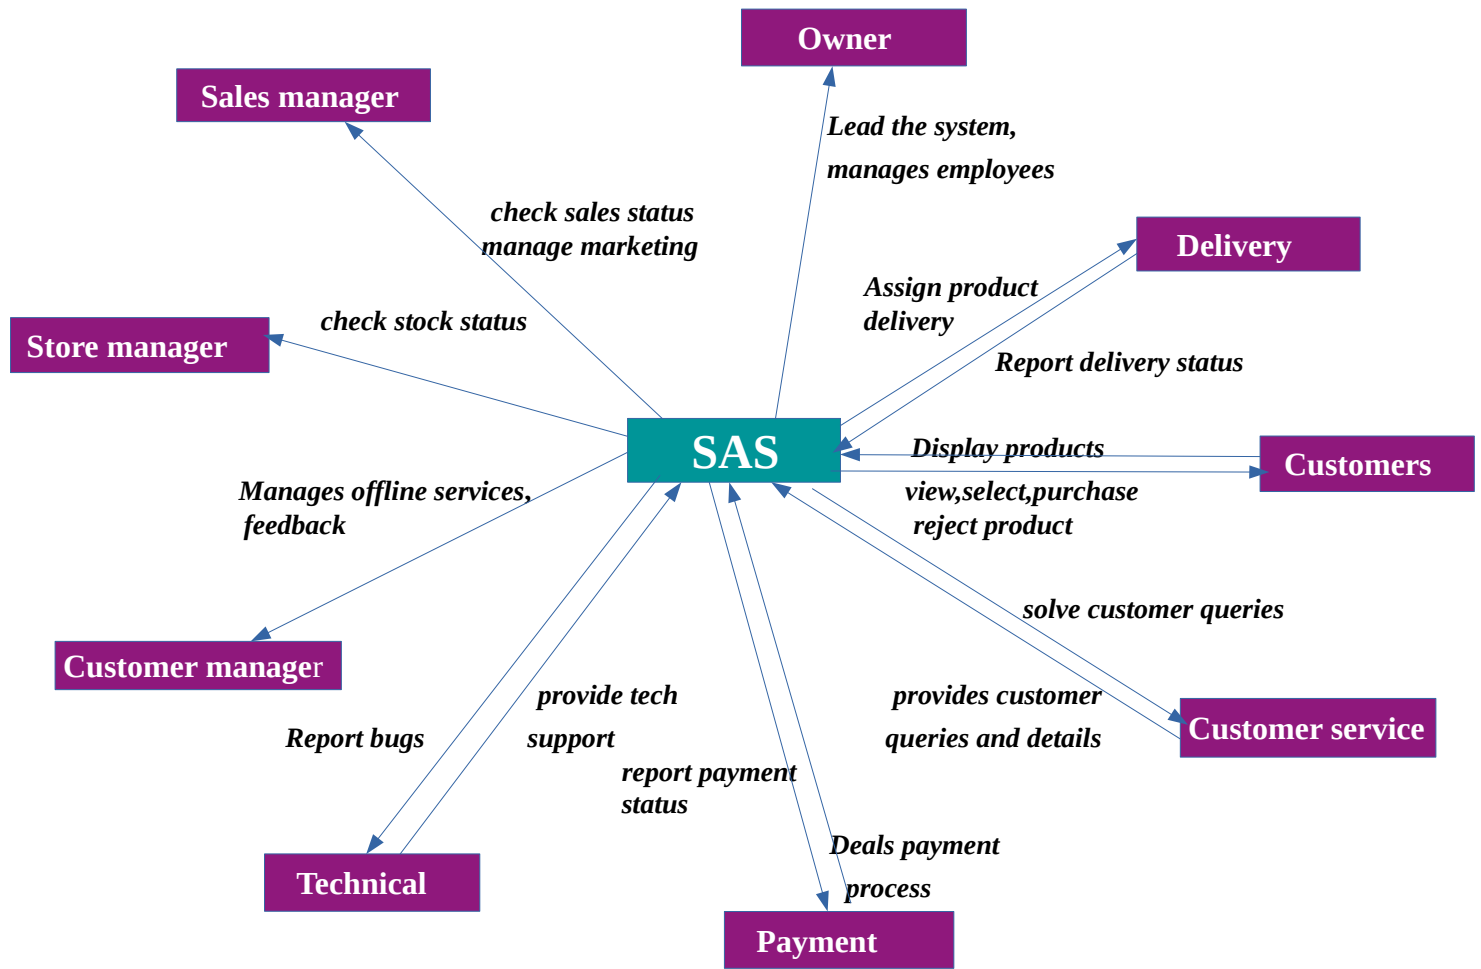 Owner
Sales manager
Lead the system,
manages employees
check sales status
manage marketing
Delivery
Assign product
delivery
check stock status
Store manager
Report delivery status
SAS
Display products
Customers
view,select,purchase
reject product
Manages offline services,
feedback
solve customer queries
Customer manager
provide tech
support
provides customer
queries and details
Customer service
Report bugs
report payment
status
Deals payment
process
Technical
Payment